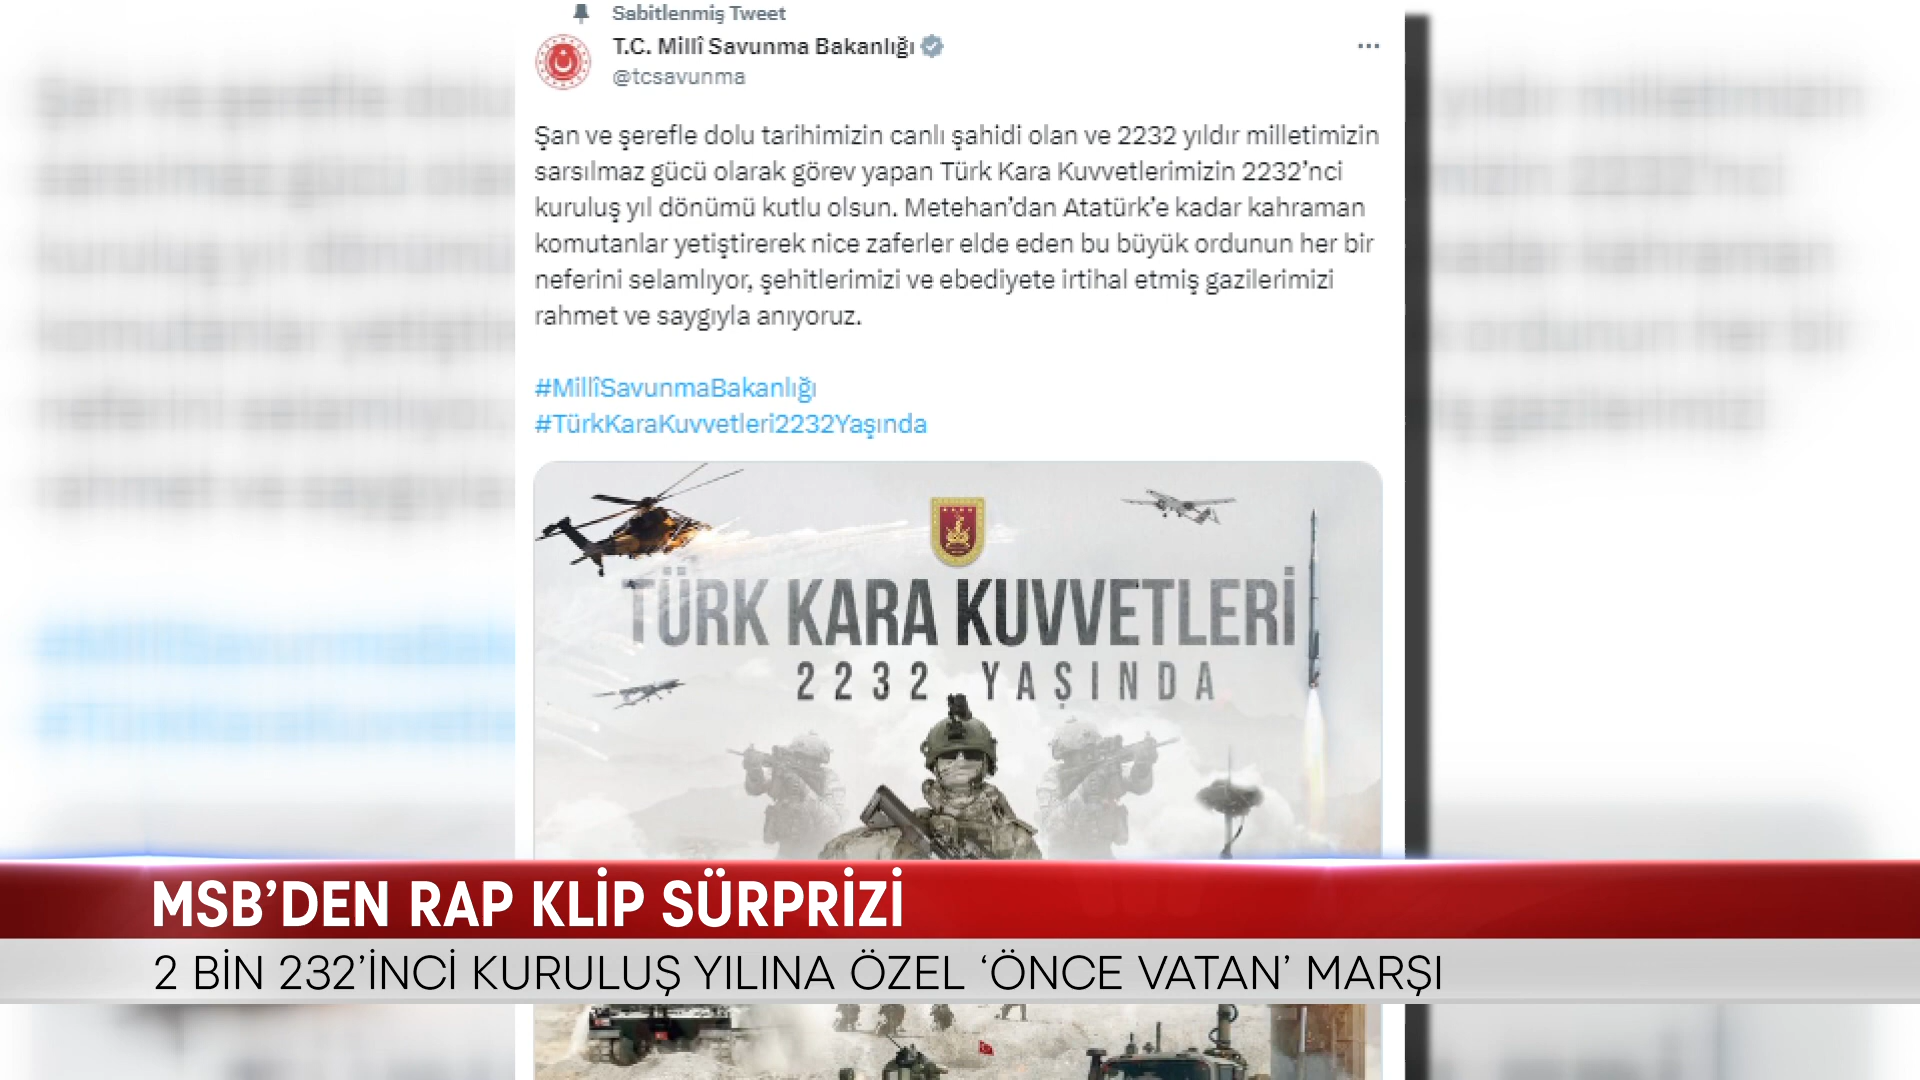 Sabitlenmiş Tweet
T.C. Millî Savunma Bakanlığı
@tcsavunma
Şan ve şerefle dolu tarihimizin canlı şahidi olan ve 2232 yıldır milletimizin
sarsılmaz gücü olarak görev yapan Türk Kara Kuvvetlerimizin 2232’nci
kuruluş yıl dönümü kutlu olsun. Metehan’dan Atatürk’e kadar kahraman
komutanlar yetiştirerek nice zaferler elde eden bu büyük ordunun her bir
neferini selamlıyor, şehitlerimizi ve ebediyete irtihal etmiş gazilerimizi
rahmet ve saygıyla anıyoruz.
#MillîSavunmaBakanlığı
#TürkKaraKuvvetleri2232Yaşında
TÜRK KARA KUVVETLERİ
2232 YAŞINDA
MSB’DEN RAP KLİP SÜRPRİZİ
2 BİN 232’İNCİ KURULUŞ YILINA ÖZEL ‘ÖNCE VATAN’ MARŞI